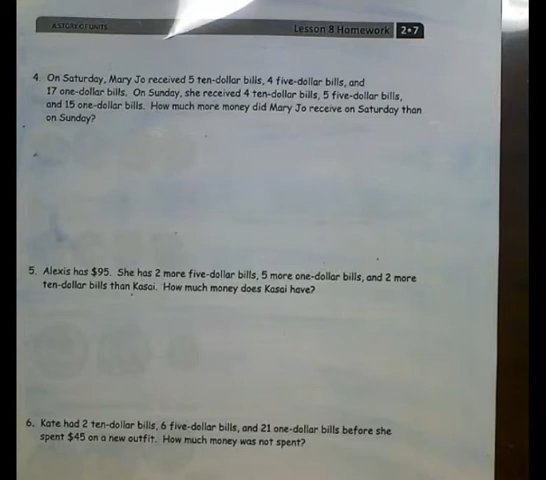 A STORY OF UNITS
Lesson 8 Homework 2•7
4. On Saturday, Mary Jo received 5 ten-dollar bills, 4 five-dollar bills, and
17 one-dollar bills. On Sunday, she received 4 ten-dollar bills, 5 five-dollar bills,
and 15 one-dollar bills. How much more money did Mary Jo receive on Saturday than
on Sunday?
5. Alexis has $95. She has 2 more five-dollar bills, 5 more one-dollar bills, and 2 more
ten-dollar bills than Kasai. How much money does Kasai have?
6. Kate had 2 ten-dollar bills, 6 five-dollar bills, and 21 one-dollar bills before she
spent $45 on a new outfit. How much money was not spent?